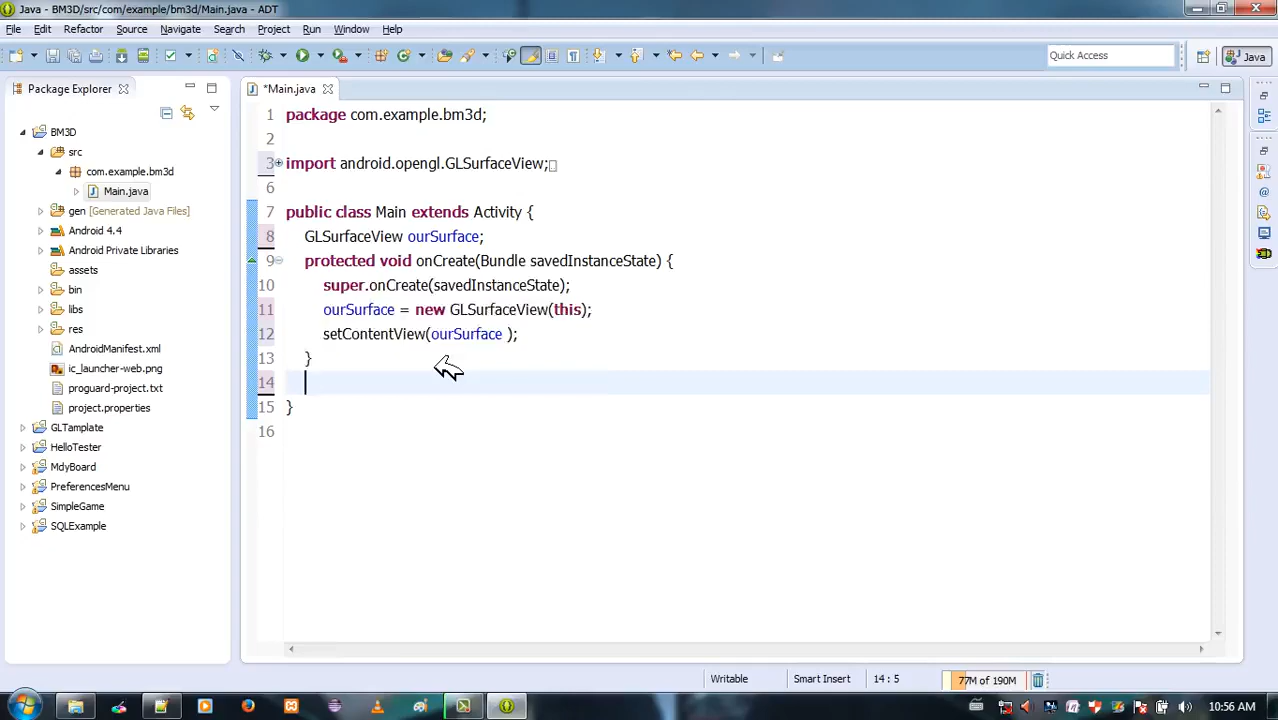 Java - BM3D/src/com/example/bm3d/Main.java - ADT
File Edit Refactor Source Navigate Search Project Run Window Help
Quick Access
Java
Package Explorer
*Main.java
BM3D
src
com.example.bm3d
Main.java
gen [Generated Java Files]
Android 4.4
Android Private Libraries
assets
bin
libs
res
AndroidManifest.xml
ic_launcher-web.png
proguard-project.txt
project.properties
GLTamplate
HelloTester
MdyBoard
PreferencesMenu
SimpleGame
SQLExample
1 package com.example.bm3d;
2
3 import android.opengl.GLSurfaceView;
6
7 public class Main extends Activity {
8 GLSurfaceView ourSurface;
9 protected void onCreate(Bundle savedInstanceState) {
10 super.onCreate(savedInstanceState);
11 ourSurface = new GLSurfaceView(this);
12 setContentView(ourSurface );
13 }
14
15 }
16
Writable Smart Insert 14 : 5 77M of 190M
10:56 AM